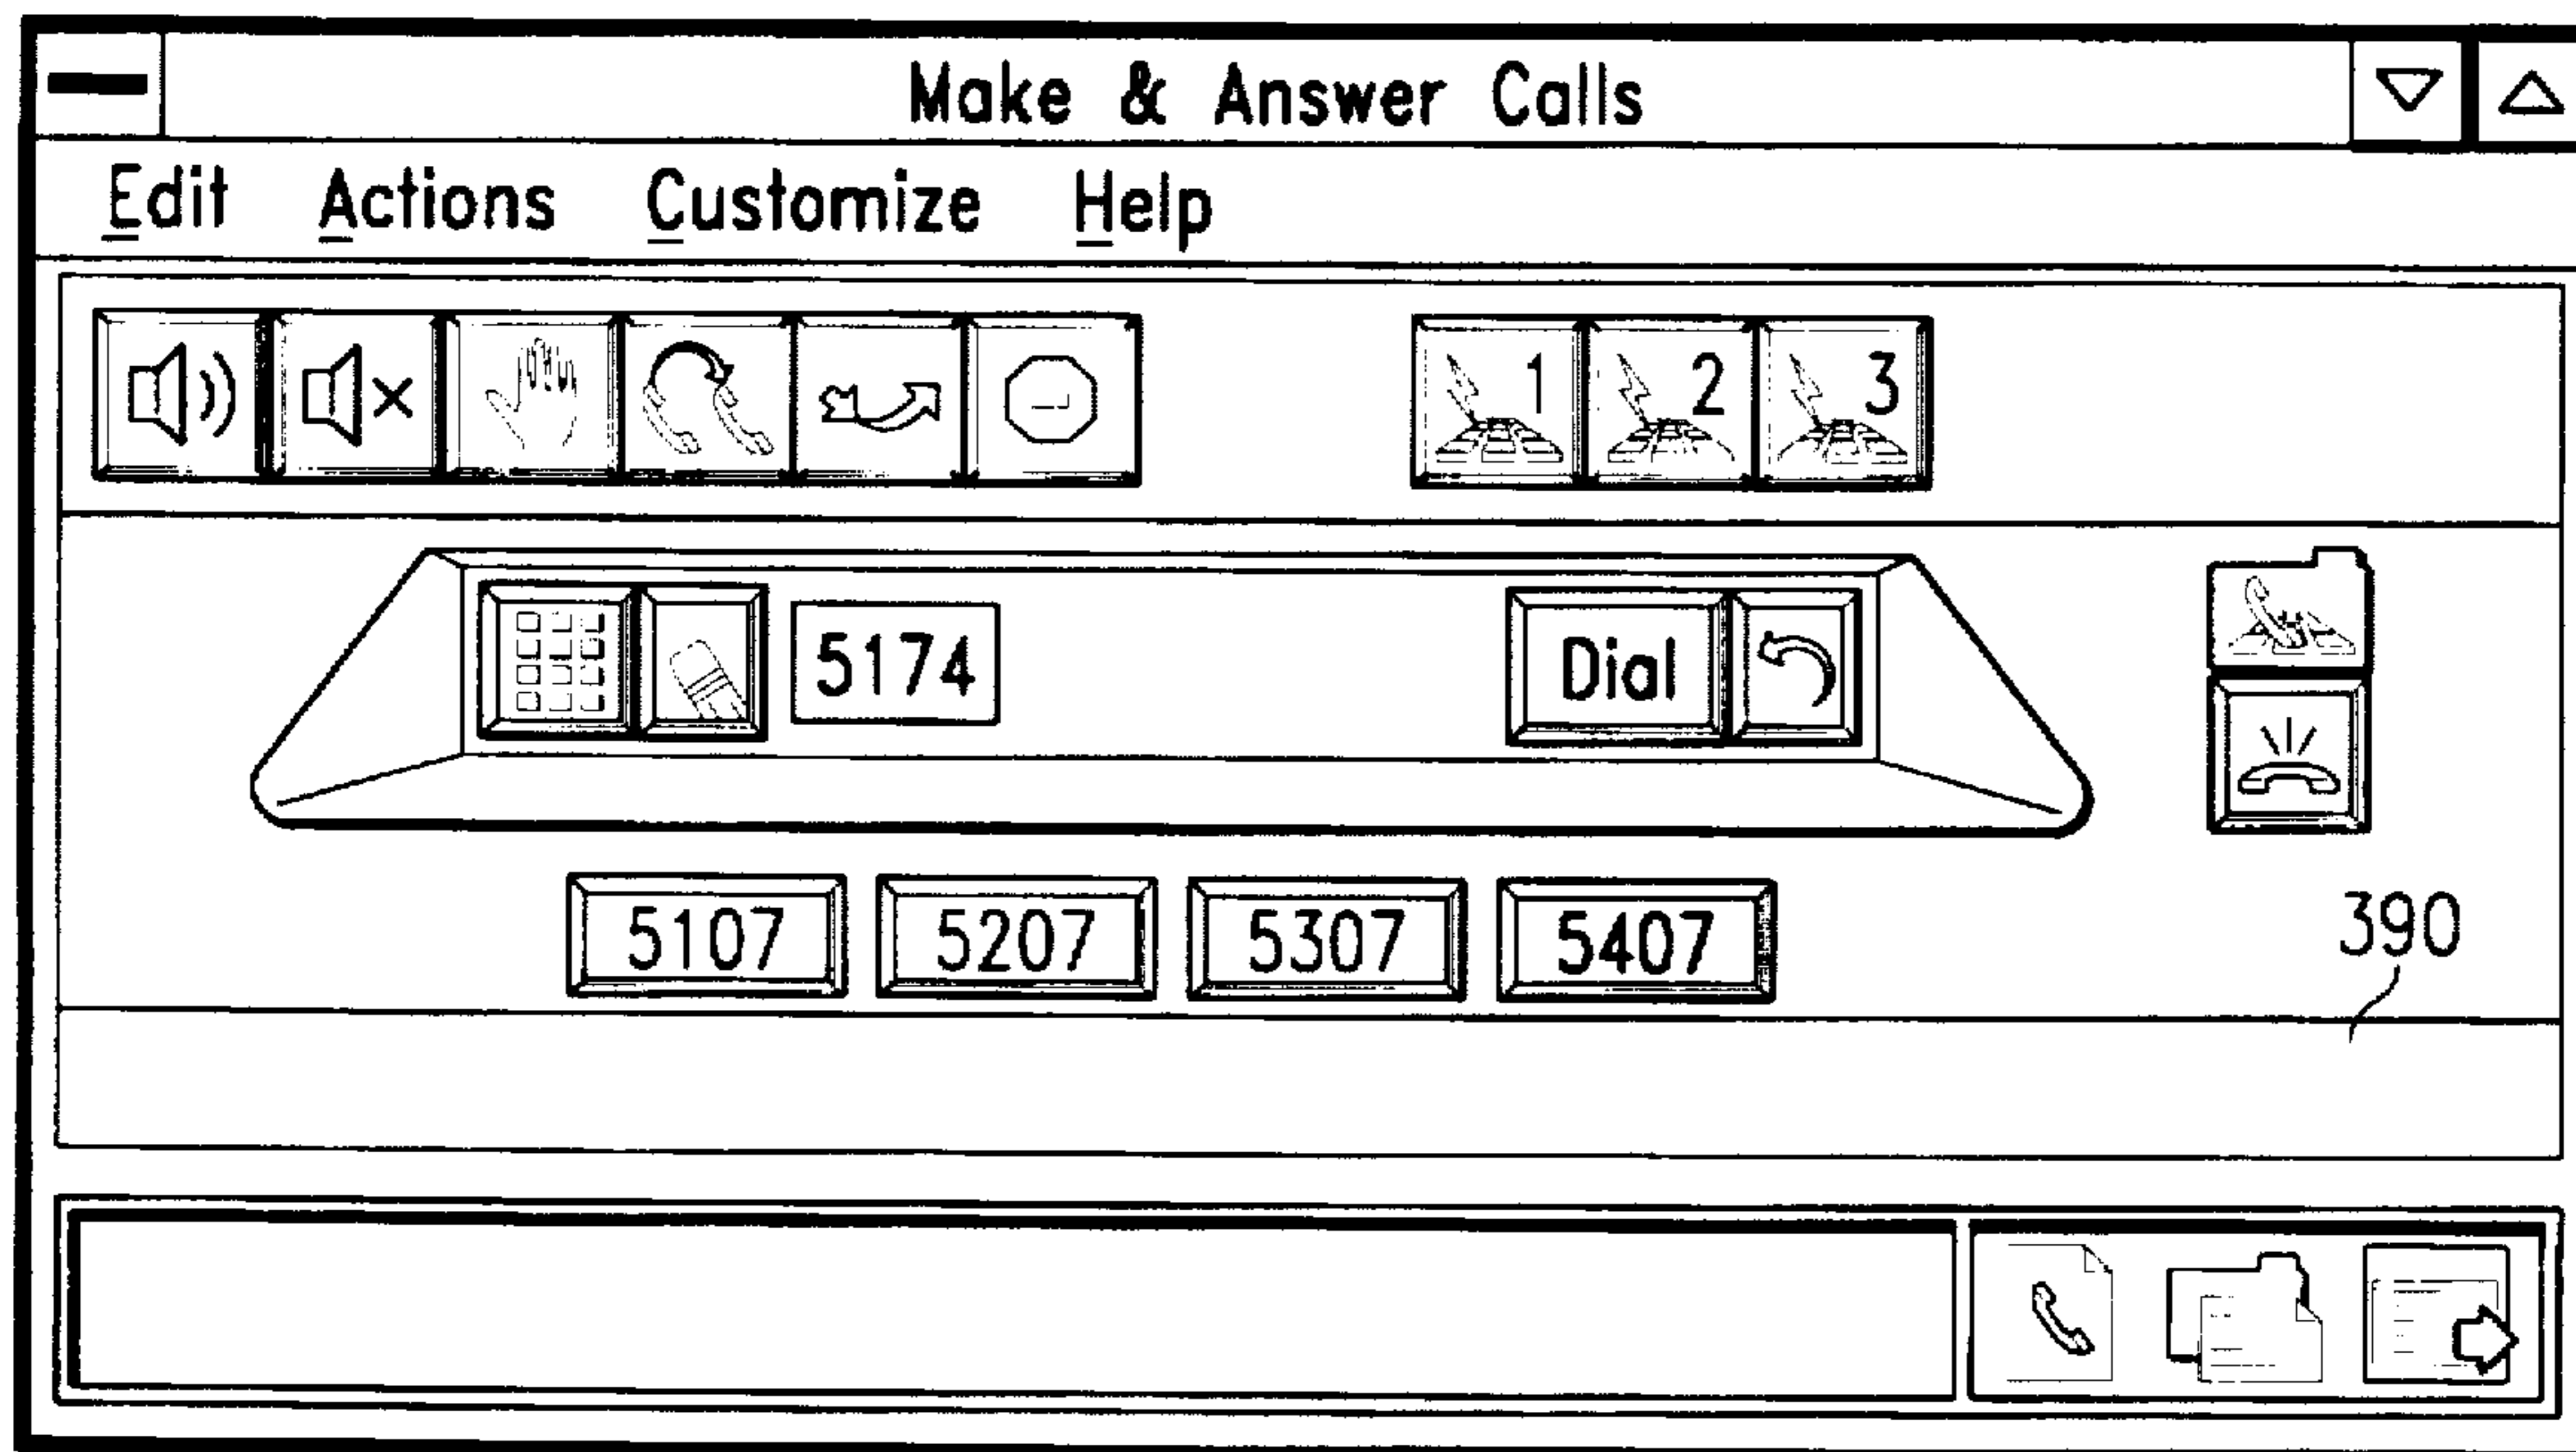 Make & Answer Calls
Edit Actions Customize Help
1 2 3
5174 Dial
5107 5207 5307 5407
390